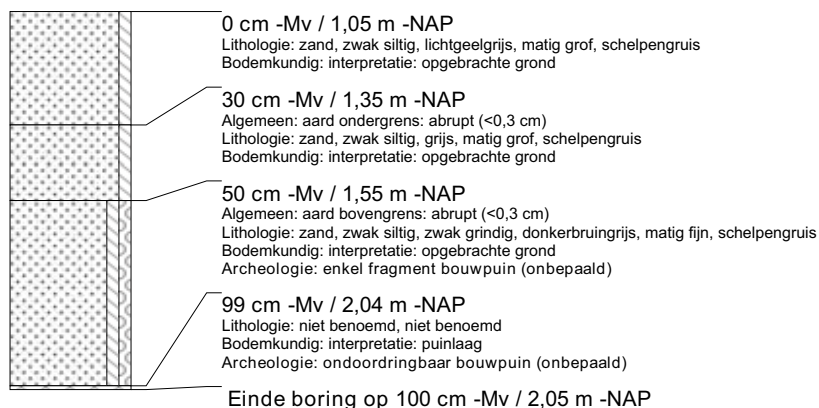 0 cm -Mv / 1,05 m -NAP
Lithologie: zand, zwak siltig, lichtgeelgrijs, matig grof, schelpengruis
Bodemkundig: interpretatie: opgebrachte grond
30 cm -Mv / 1,35 m -NAP
Algemeen: aard ondergrens: abrupt (<0,3 cm)
Lithologie: zand, zwak siltig, grijs, matig grof, schelpengruis
Bodemkundig: interpretatie: opgebrachte grond
50 cm -Mv / 1,55 m -NAP
Algemeen: aard bovengrens: abrupt (<0,3 cm)
Lithologie: zand, zwak siltig, zwak grindig, donkerbruingrijs, matig fijn, schelpengruis
Bodemkundig: interpretatie: opgebrachte grond
Archeologie: enkel fragment bouwpuin (onbepaald)
99 cm -Mv / 2,04 m -NAP
Lithologie: niet benoemd, niet benoemd
Bodemkundig: interpretatie: puinlaag
Archeologie: ondoordringbaar bouwpuin (onbepaald)
Einde boring op 100 cm -Mv / 2,05 m -NAP